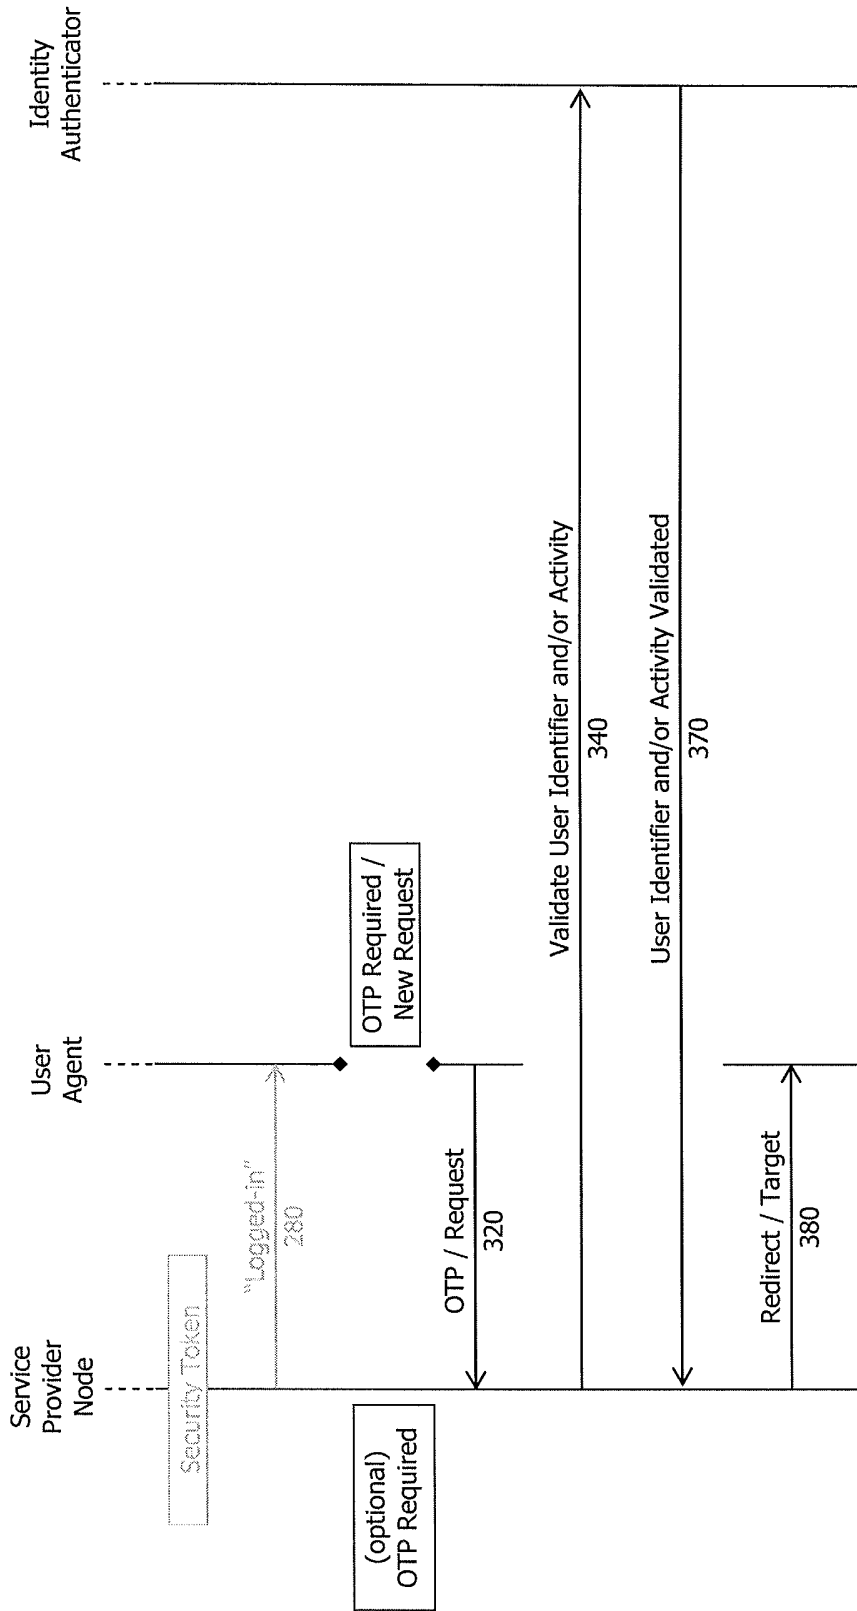 Service
Provider
Node
User
Agent
Identity
Authenticator
Security Token
"Logged-in"
280
(optional)
OTP Required
OTP Required /
New Request
OTP / Request
320
Validate User Identifier and/or Activity
340
User Identifier and/or Activity Validated
370
Redirect / Target
380